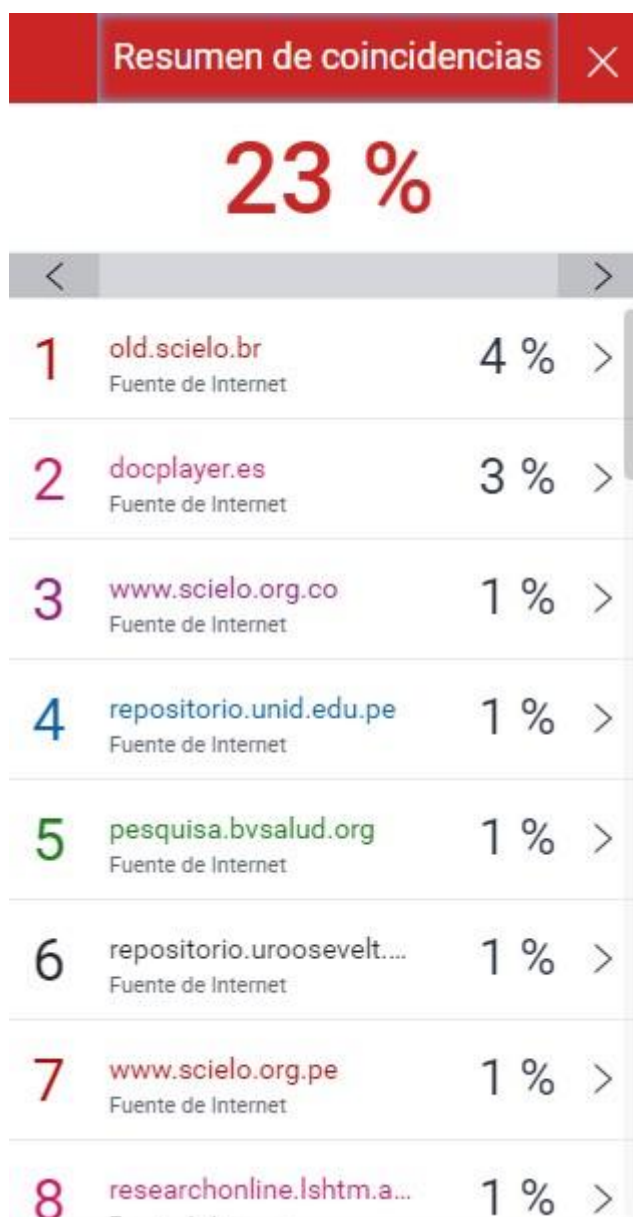 Resumen de coincidencias
23 %
1 old.scielo.br 4 %
Fuente de Internet
2 docplayer.es 3 %
Fuente de Internet
3 www.scielo.org.co 1 %
Fuente de Internet
4 repositorio.unid.edu.pe 1 %
Fuente de Internet
5 pesquisa.bvsalud.org 1 %
Fuente de Internet
6 repositorio.uroosevelt.... 1 %
Fuente de Internet
7 www.scielo.org.pe 1 %
Fuente de Internet
8 researchonline.lshtm.a... 1 %